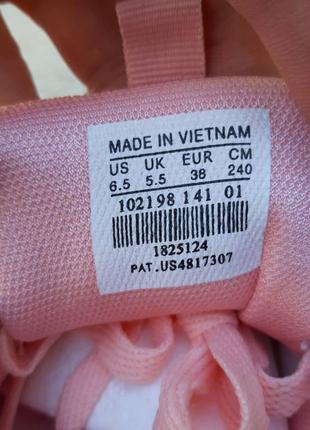 MADE IN VIETNAM
US UK EUR CM
6.5 5.5 38 240
102198 141 01
1825124
PAT.US4817307